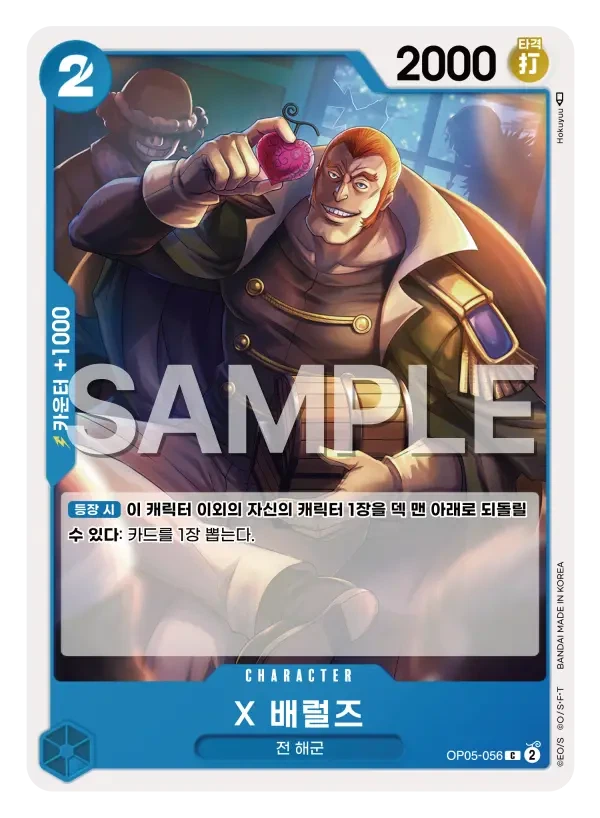 2
2000
타격
打
Hokuyuu
카운터 +1000
SAMPLE
등장 시 이 캐릭터 이외의 자신의 캐릭터 1장을 덱 맨 아래로 되돌릴
수 있다: 카드를 1장 뽑는다.
CHARACTER
X 배럴즈
전 해군
OP05-056 C 2
©EO/S ©O/S·F·T BANDAI MADE IN KOREA